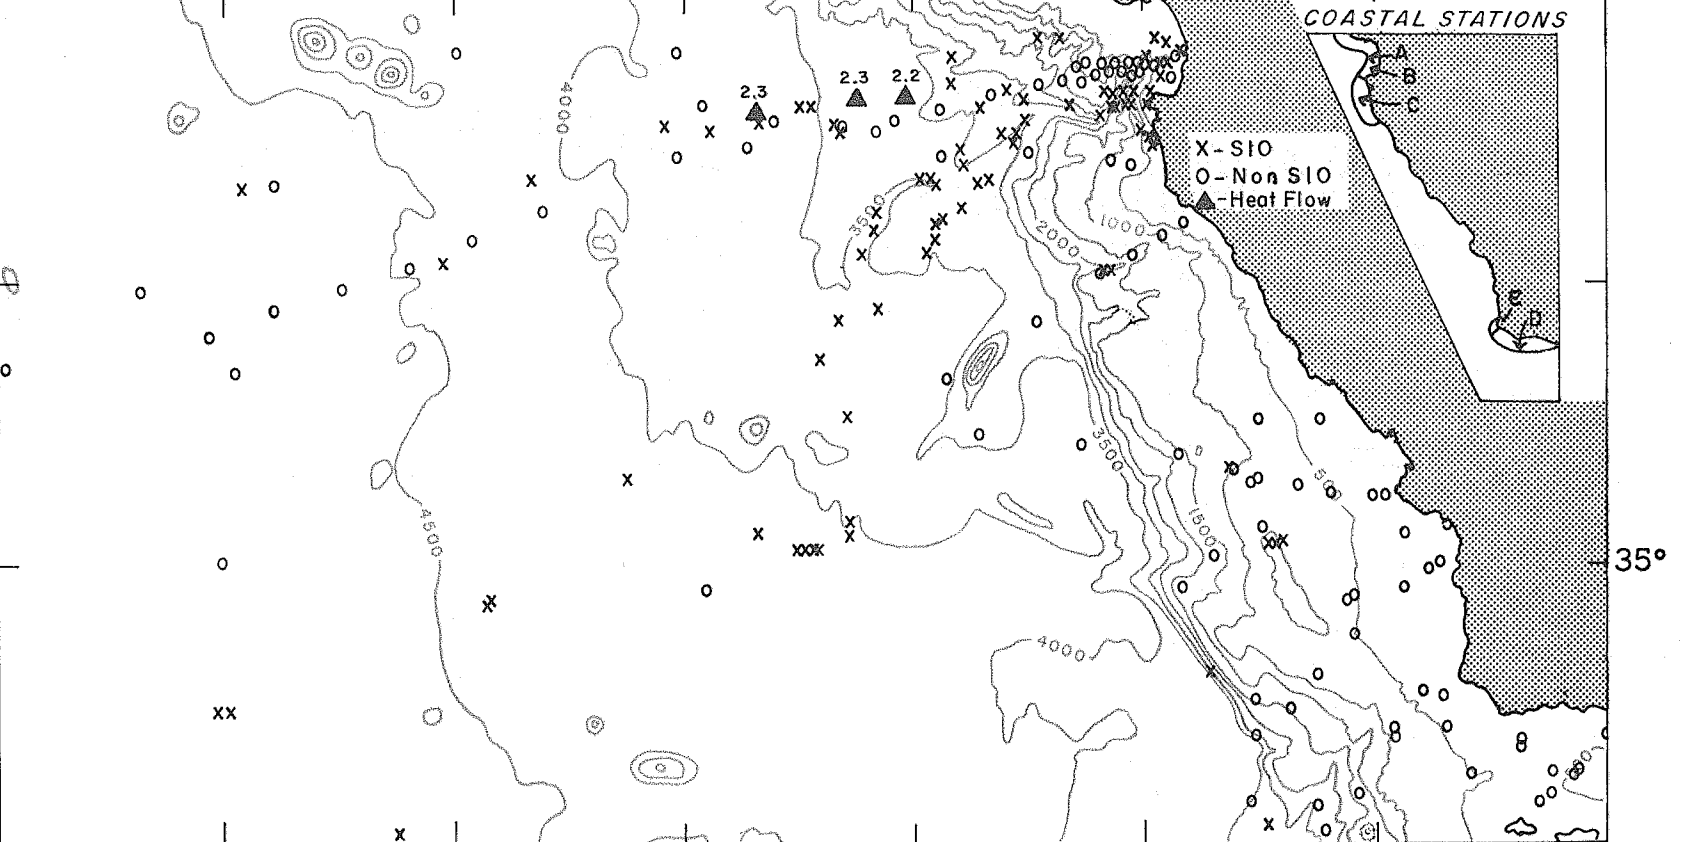 COASTAL STATIONS
A
B
C
2.3
2.3
2.2
4000
X - SIO
O - Non SIO
- Heat Flow
3500
2000
1000
E
D
3500
500
4500
1500
35°
4000